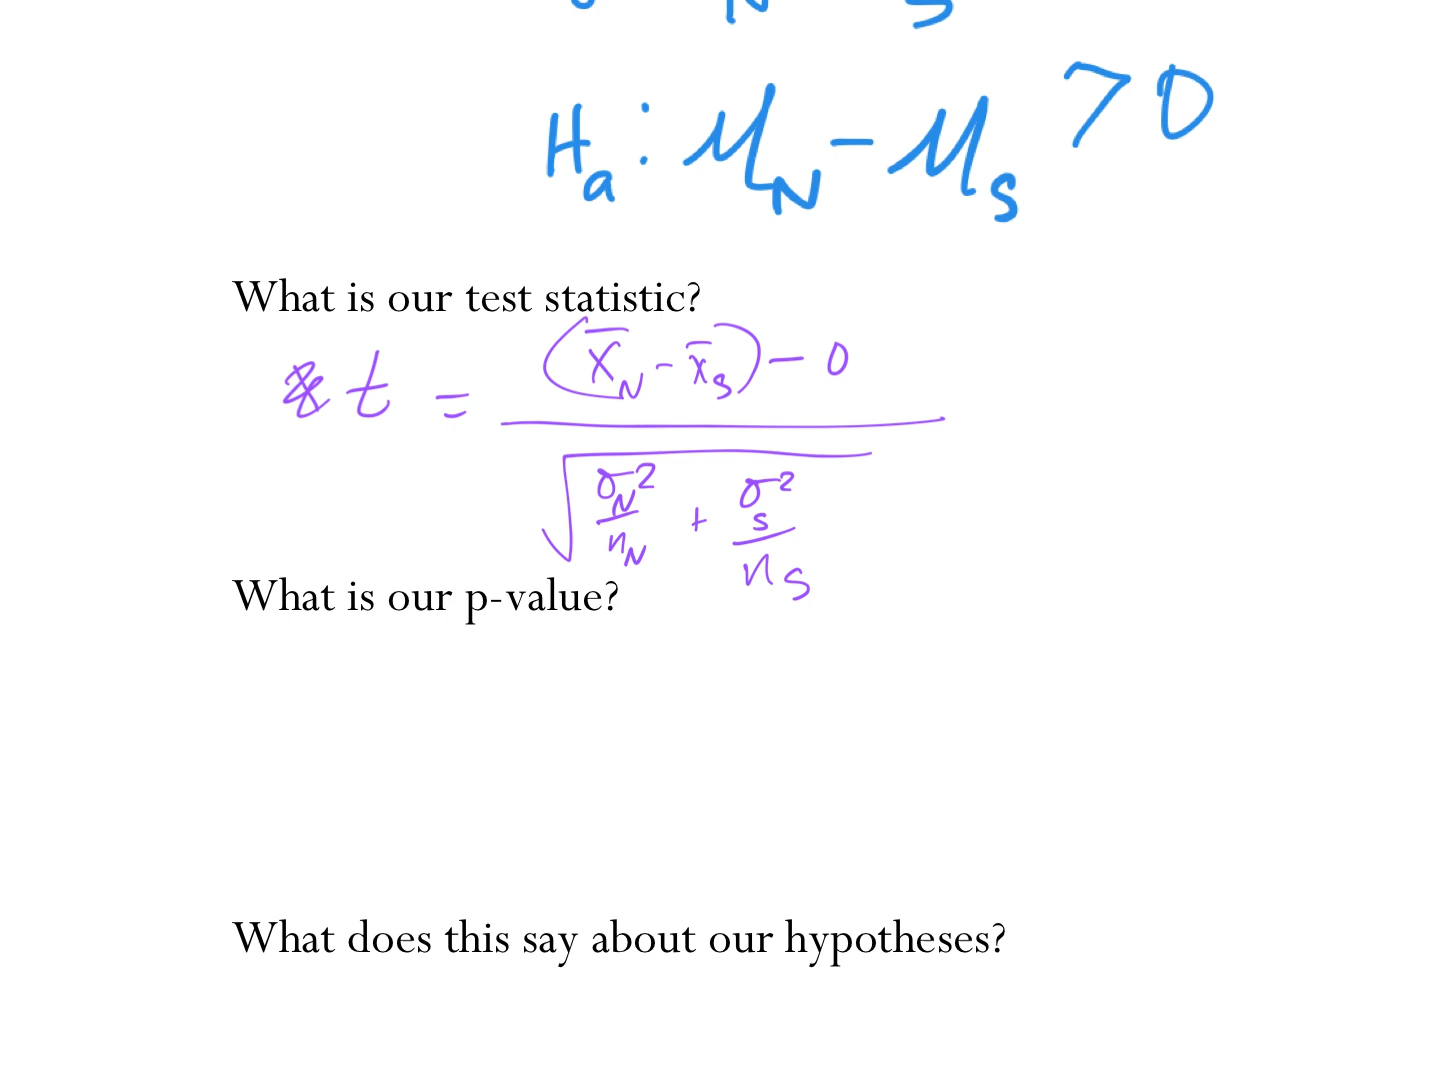 Hₐ: μ_N - μ_S > 0
What is our test statistic?
t = ((x̄_N - x̄_S) - 0) / √(σ_N²/n_N + σ_S²/n_S)
What is our p-value?
What does this say about our hypotheses?